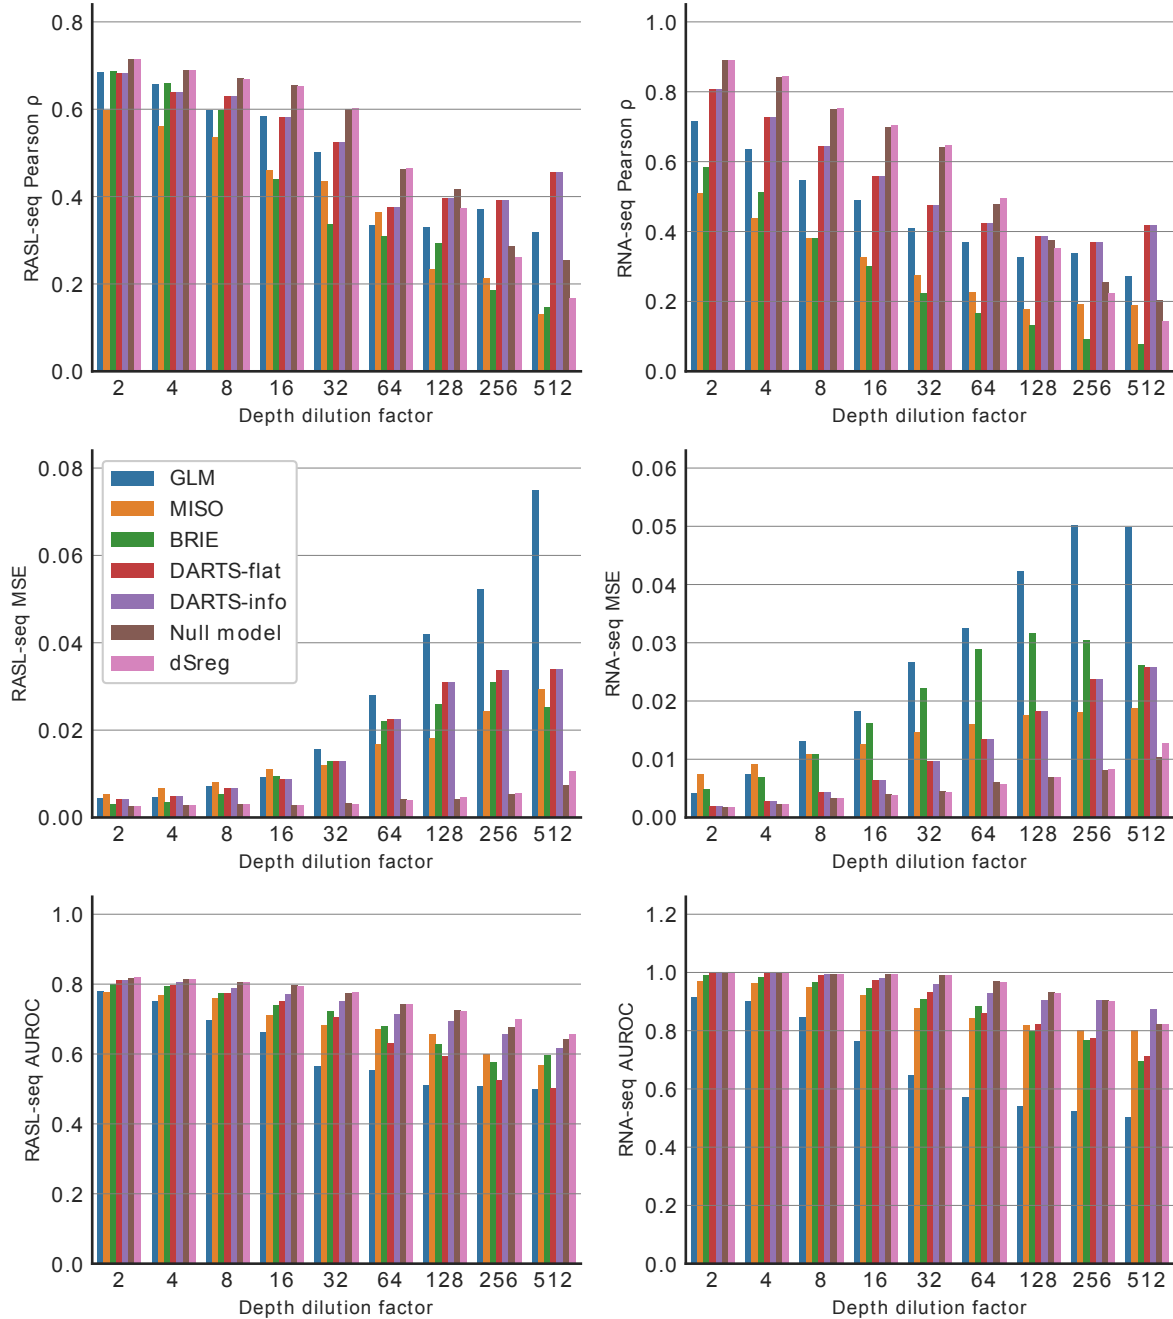 RASL-seq Pearson ρ
0.8
0.6
0.4
0.2
0.0
2 4 8 16 32 64 128 256 512
Depth dilution factor
RNA-seq Pearson ρ
1.0
0.8
0.6
0.4
0.2
0.0
2 4 8 16 32 64 128 256 512
Depth dilution factor
RASL-seq MSE
0.08
0.06
0.04
0.02
0.00
GLM
MISO
BRIE
DARTS-flat
DARTS-info
Null model
dSreg
2 4 8 16 32 64 128 256 512
Depth dilution factor
RNA-seq MSE
0.06
0.05
0.04
0.03
0.02
0.01
0.00
2 4 8 16 32 64 128 256 512
Depth dilution factor
RASL-seq AUROC
1.0
0.8
0.6
0.4
0.2
0.0
2 4 8 16 32 64 128 256 512
Depth dilution factor
RNA-seq AUROC
1.2
1.0
0.8
0.6
0.4
0.2
0.0
2 4 8 16 32 64 128 256 512
Depth dilution factor